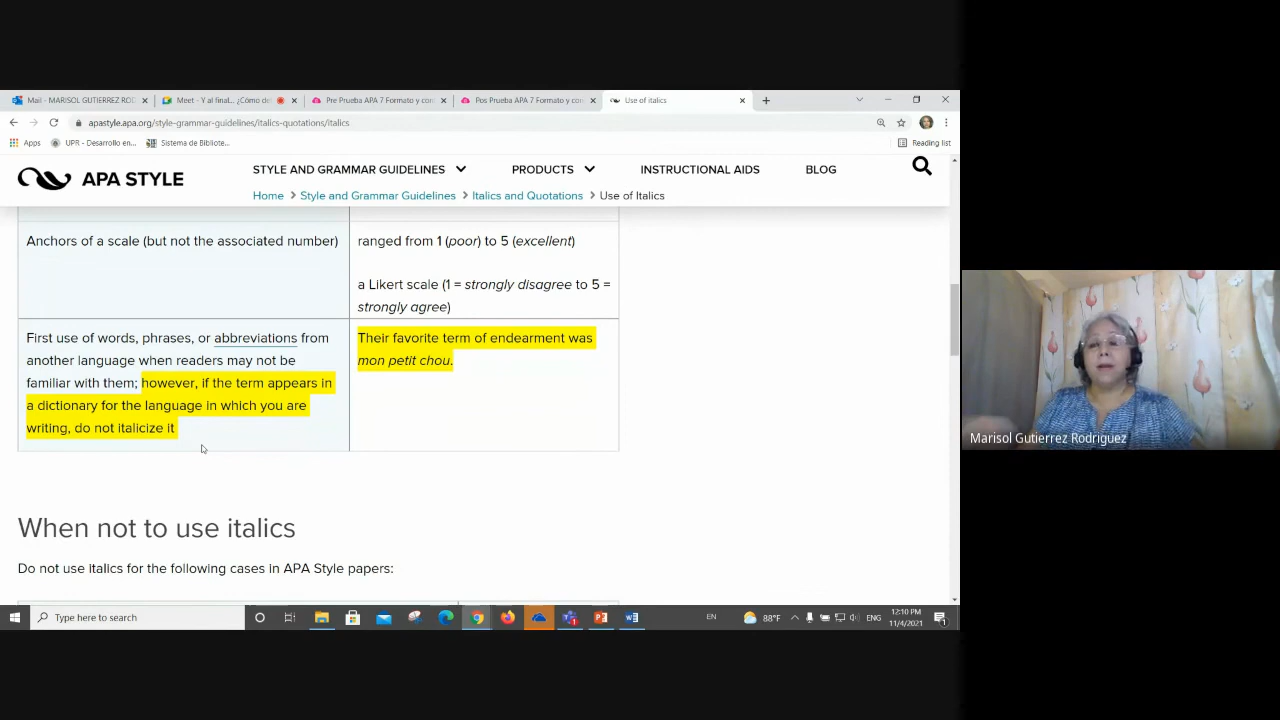 Mail - MARISOL GUTIERREZ ROD
Meet - Y al final... ¿Cómo del
Pre Prueba APA 7 Formato y con
Pos Prueba APA 7 Formato y con
Use of italics
apastyle.apa.org/style-grammar-guidelines/italics-quotations/italics
Apps
UPR - Desarrollo en...
Sistema de Bibliote...
Reading list
APA STYLE
STYLE AND GRAMMAR GUIDELINES
PRODUCTS
INSTRUCTIONAL AIDS
BLOG
Home > Style and Grammar Guidelines > Italics and Quotations > Use of Italics
Anchors of a scale (but not the associated number)
ranged from 1 (poor) to 5 (excellent)
a Likert scale (1 = strongly disagree to 5 =
strongly agree)
First use of words, phrases, or abbreviations from
another language when readers may not be
familiar with them; however, if the term appears in
a dictionary for the language in which you are
writing, do not italicize it
Their favorite term of endearment was
mon petit chou.
When not to use italics
Do not use italics for the following cases in APA Style papers:
Marisol Gutierrez Rodriguez
Type here to search
EN
88°F
ENG
12:10 PM
11/4/2021